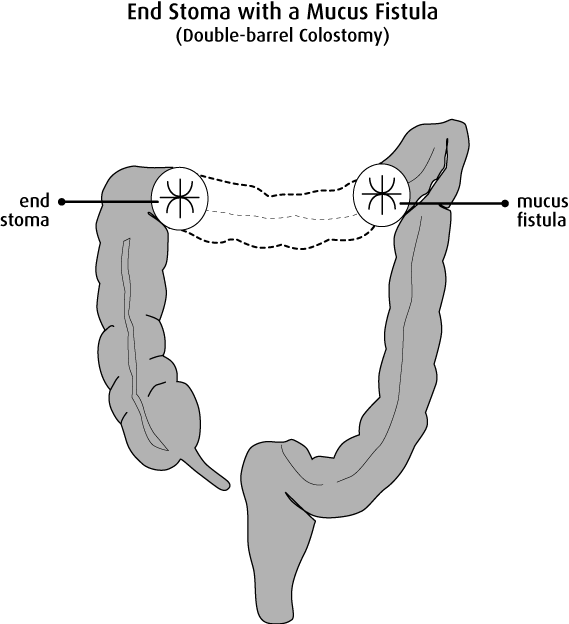 End Stoma with a Mucus Fistula
(Double-barrel Colostomy)
end
stoma
mucus
fistula